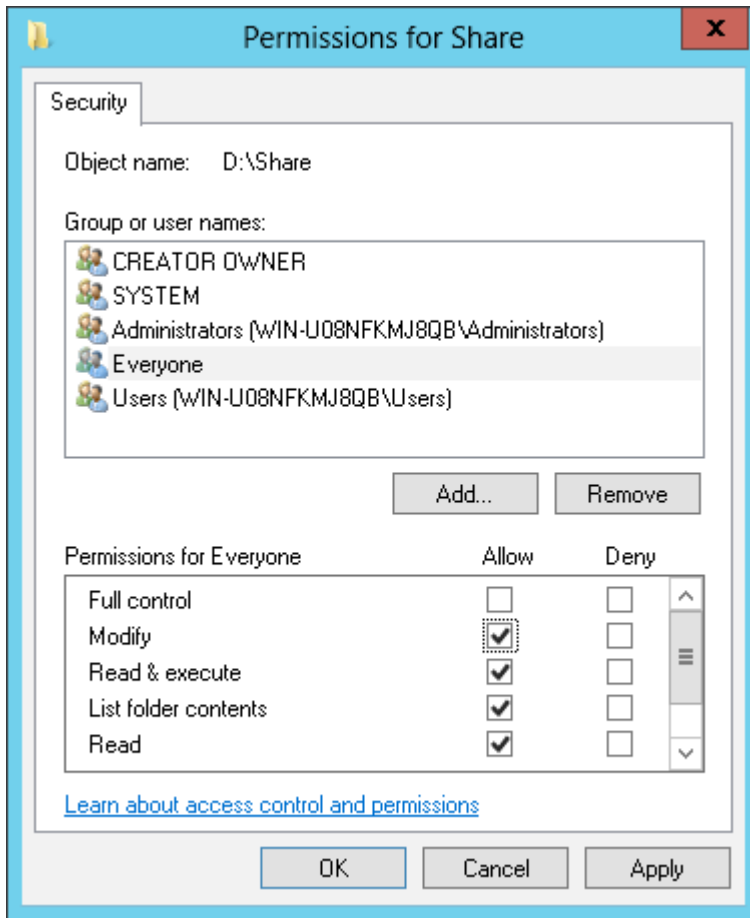 Permissions for Share
x
Security
Object name: D:\Share
Group or user names:
CREATOR OWNER
SYSTEM
Administrators (WIN-U08NFKMJ8QB\Administrators)
Everyone
Users (WIN-U08NFKMJ8QB\Users)
Add... Remove
Permissions for Everyone Allow Deny
Full control
Modify
Read & execute
List folder contents
Read
Learn about access control and permissions
OK Cancel Apply